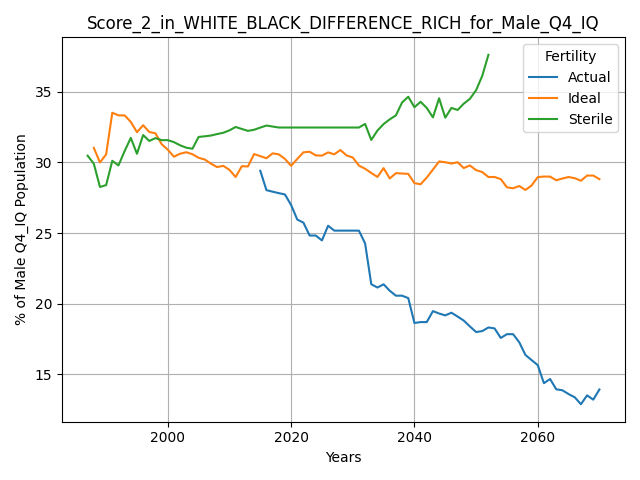 Score_2_in_WHITE_BLACK_DIFFERENCE_RICH_for_Male_Q4_IQ
Fertility
Actual
Ideal
Sterile
% of Male Q4_IQ Population
35
30
25
20
15
2000
2020
2040
2060
Years